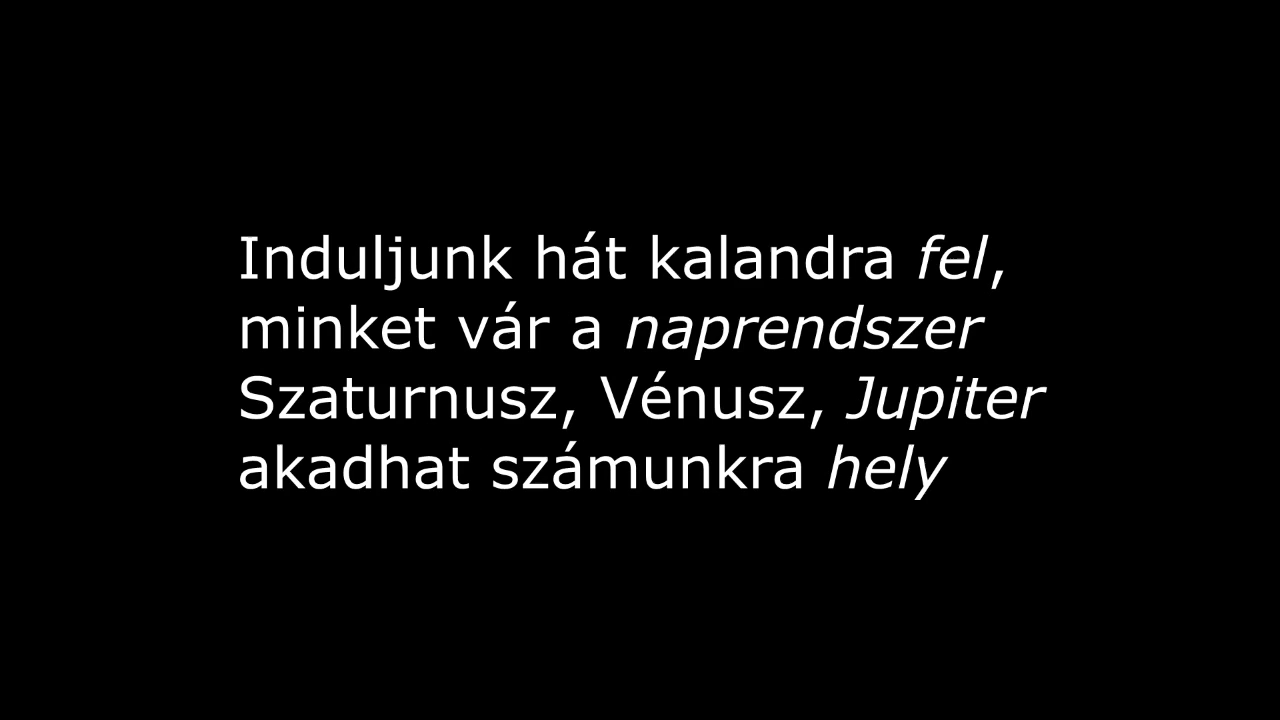 Induljunk hát kalandra fel,
minket vár a naprendszer
Szaturnusz, Vénusz, Jupiter
akadhat számunkra hely